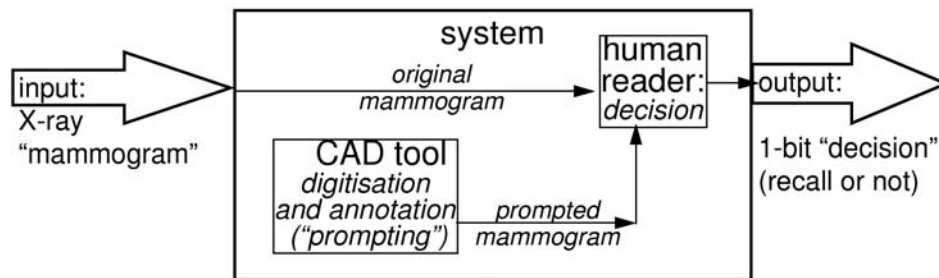 system
input:
X-ray
“mammogram”
original
mammogram
human
reader:
decision
output:
1-bit “decision”
(recall or not)
CAD tool
digitisation
and annotation
(“prompting”)
prompted
mammogram